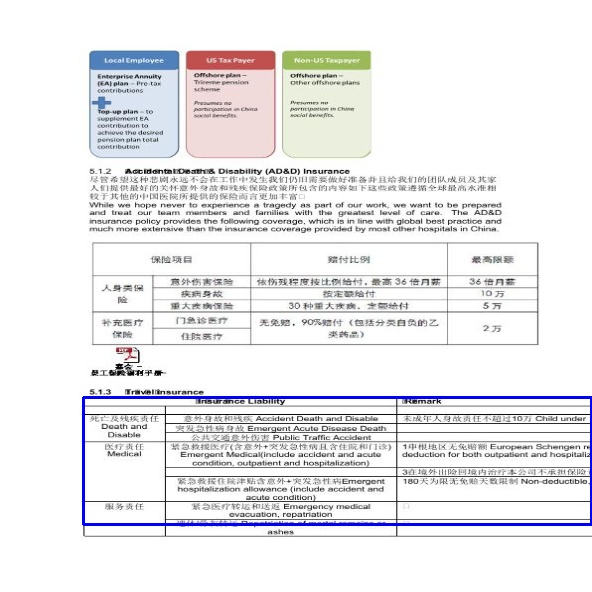 Local Employee
US Tax Payer
Non-US Taxpayer
Enterprise Annuity
(EA) plan – Pre-tax
contributions
Top-up plan – to
supplement EA
contribution to
achieve the desired
pension plan total
contribution
Offshore plan –
Trireme pension
scheme
Presumes no
participation in China
social benefits.
Offshore plan –
Other offshore plans
Presumes no
participation in China
social benefits.
5.1.2 Accidental Death & Disability (AD&D) Insurance
尽管希望这种悲剧永远不会在工作中发生我们仍旧需要做好准备并且给我们的团队成员及其家
人们提供最好的关怀意外身故和残疾保险政策所包含的内容如下这些政策遵循全球最高水准相
较于其他的中国医院所提供的保险而言更加丰富
While we hope never to experience a tragedy as part of our work, we want to be prepared
and treat our team members and families with the greatest level of care. The AD&D
insurance policy provides the following coverage, which is in line with global best practice and
much more extensive than the insurance coverage provided by most other hospitals in China.
保险项目 赔付比例 最高限额
人身类保险 意外伤害保险 依伤残程度按比例给付，最高 36 倍月薪 36 倍月薪
疾病身故 按定额给付 10 万
重大疾病保险 30 种重大疾病，定额给付 5 万
补充医疗保险 门急诊医疗 无免赔，90%赔付（包括分类自负的乙类药品） 2 万
住院医疗
员工保险福利手册
5.1.3 Travel Insurance
Insurance Liability Remark
死亡及残疾责任 Death and Disable 意外身故和残疾 Accident Death and Disable 未成年人身故责任不超过10万 Child under
突发急性病身故 Emergent Acute Disease Death
公共交通意外伤害 Public Traffic Accident
医疗责任 Medical 紧急救援医疗(含意外+突发急性病且含住院和门诊) Emergent Medical(include accident and acute condition, outpatient and hospitalization) 1申根地区无免赔额 European Schengen
deduction for both outpatient and
3在境外出险回境内治疗本公司不承担保险
紧急救援住院津贴含意外+突发急性病Emergent hospitalization allowance (include accident and acute condition) 180天为限无免赔天数限制 Non-deductible,
服务责任 紧急医疗转运和送返 Emergency medical evacuation, repatriation
Repatriation of mortal remains or
ashes